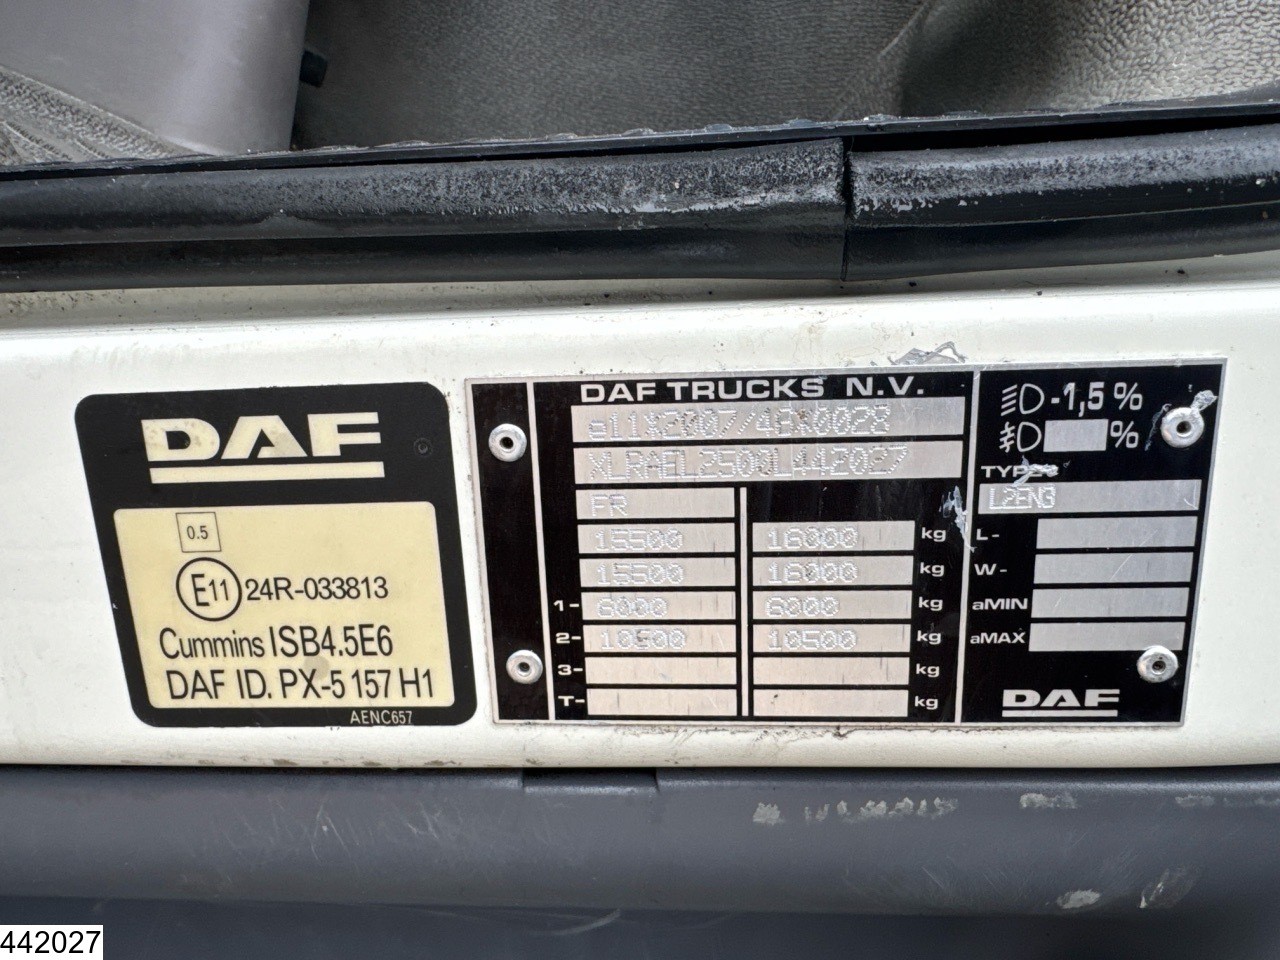 DAF
0.5
E11 24R-033813
Cummins ISB4.5E6
DAF ID. PX-5 157 H1
AENC657
DAF TRUCKS N.V.
e11X2007/46X0028
XLRAEL2500L442027
FR
15500 16000 kg
15500 16000 kg
1- 6000 6000 kg
2- 10500 10500 kg
3- kg
T- kg
-1,5 %
%
TYPE:
L2EN3
L-
W-
aMIN
aMAX
DAF
442027